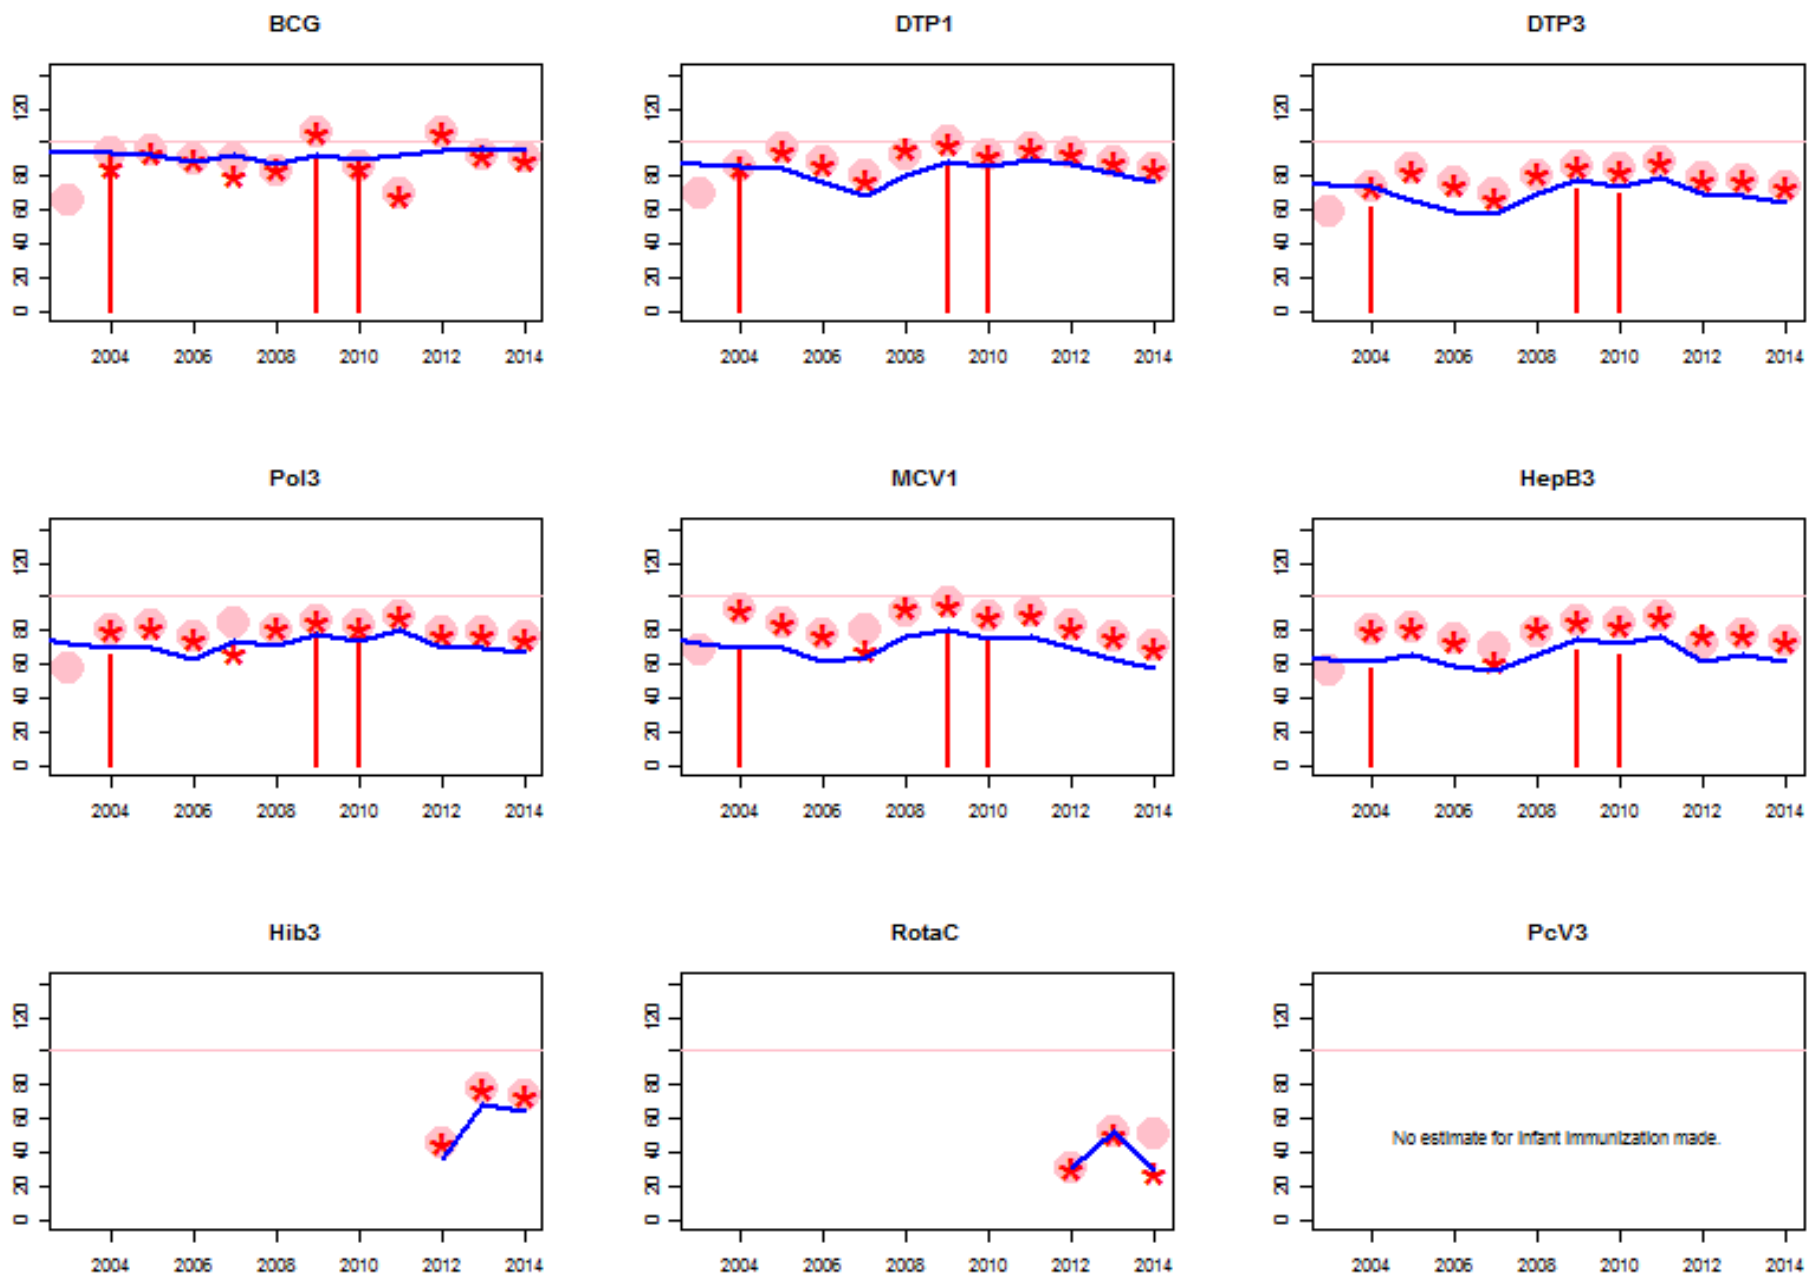 BCG
DTP1
DTP3
0 20 40 60 80 120
0 20 40 60 80 120
0 20 40 60 80 120
2004 2006 2008 2010 2012 2014
2004 2006 2008 2010 2012 2014
2004 2006 2008 2010 2012 2014
Pol3
MCV1
HepB3
0 20 40 60 80 120
0 20 40 60 80 120
0 20 40 60 80 120
2004 2006 2008 2010 2012 2014
2004 2006 2008 2010 2012 2014
2004 2006 2008 2010 2012 2014
Hib3
RotaC
PcV3
0 20 40 60 80 120
0 20 40 60 80 120
0 20 40 60 80 120
No estimate for infant immunization made.
2004 2006 2008 2010 2012 2014
2004 2006 2008 2010 2012 2014
2004 2006 2008 2010 2012 2014